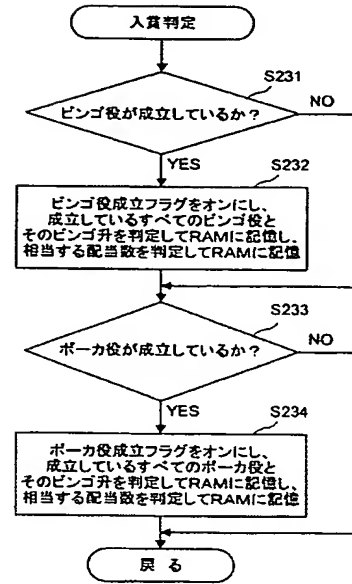 入賞判定
S231
ビンゴ役が成立しているか?
NO
YES
S232
ビンゴ役成立フラグをオンにし、
成立しているすべてのビンゴ役と
そのビンゴ升を判定してRAMに記憶し、
相当する配当数を判定してRAMに記憶
S233
ポーカ役が成立しているか?
NO
YES
S234
ポーカ役成立フラグをオンにし、
成立しているすべてのポーカ役と
そのビンゴ升を判定してRAMに記憶し、
相当する配当数を判定してRAMに記憶
戻る